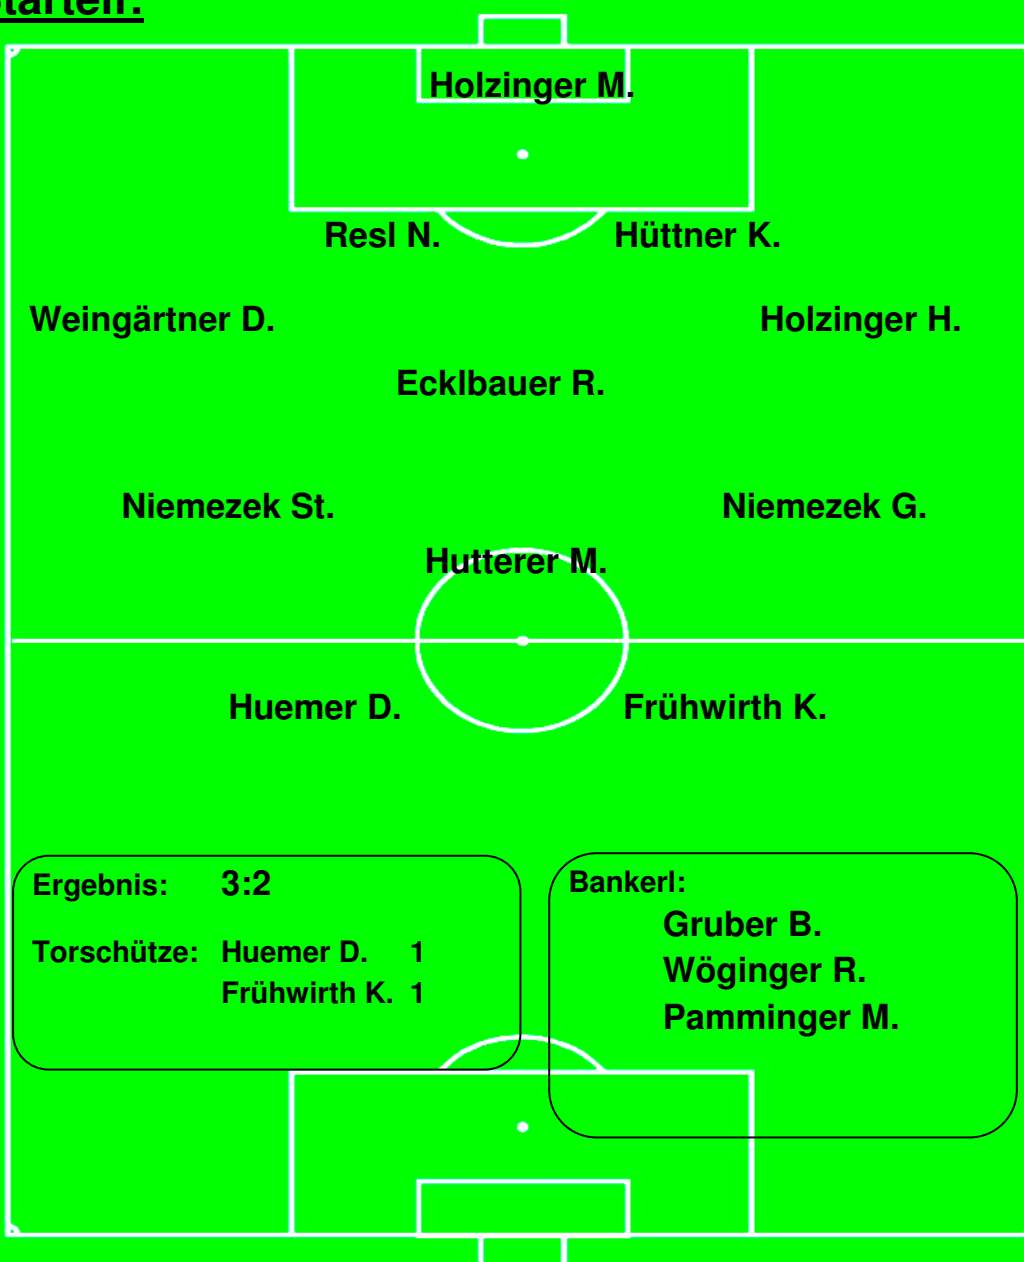 Startelf:
Holzinger M.
Resl N. Hüttner K.
Weingärtner D. Holzinger H.
Ecklbauer R.
Niemezek St. Niemezek G.
Hutterer M.
Huemer D. Frühwirth K.
Ergebnis: 3:2
Torschütze: Huemer D. 1
Frühwirth K. 1
Bankerl:
Gruber B.
Wöginger R.
Pamminger M.